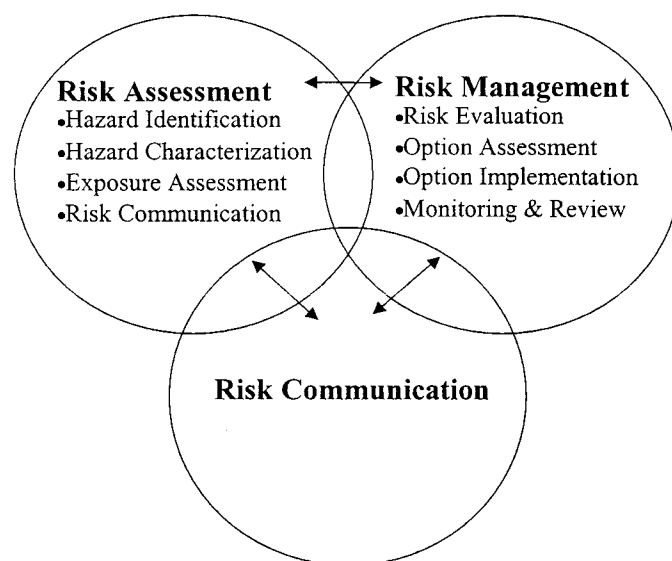 Risk Assessment
•Hazard Identification
•Hazard Characterization
•Exposure Assessment
•Risk Communication
Risk Management
•Risk Evaluation
•Option Assessment
•Option Implementation
•Monitoring & Review
Risk Communication